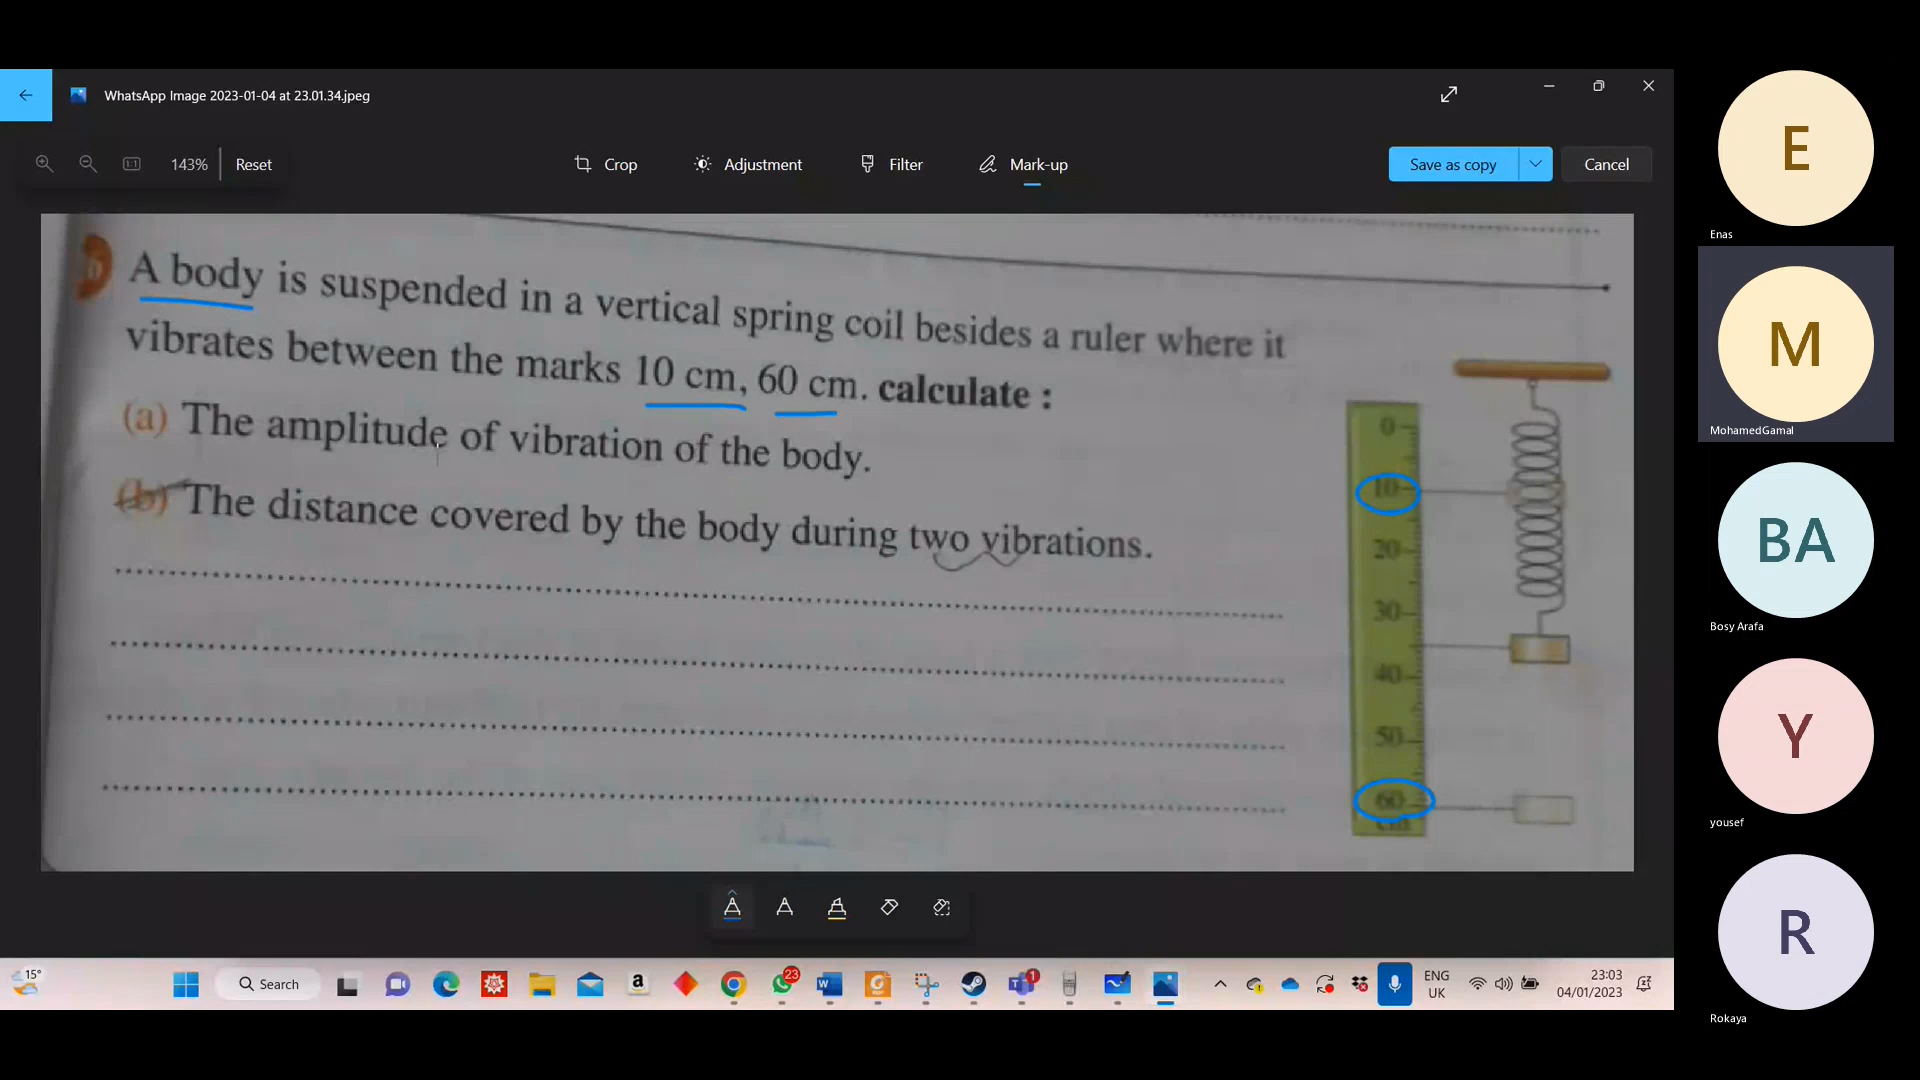 WhatsApp Image 2023-01-04 at 23.01.34.jpeg
143% Reset
Crop
Adjustment
Filter
Mark-up
Save as copy
Cancel
A body is suspended in a vertical spring coil besides a ruler where it
vibrates between the marks 10 cm, 60 cm. calculate :
(a) The amplitude of vibration of the body.
(b) The distance covered by the body during two vibrations.
0
10
20
30
40
50
60
cm
E
Enas
M
MohamedGamal
BA
Bosy Arafa
Y
yousef
R
Rokaya
15°
Search
23
1
ENG
UK
23:03
04/01/2023